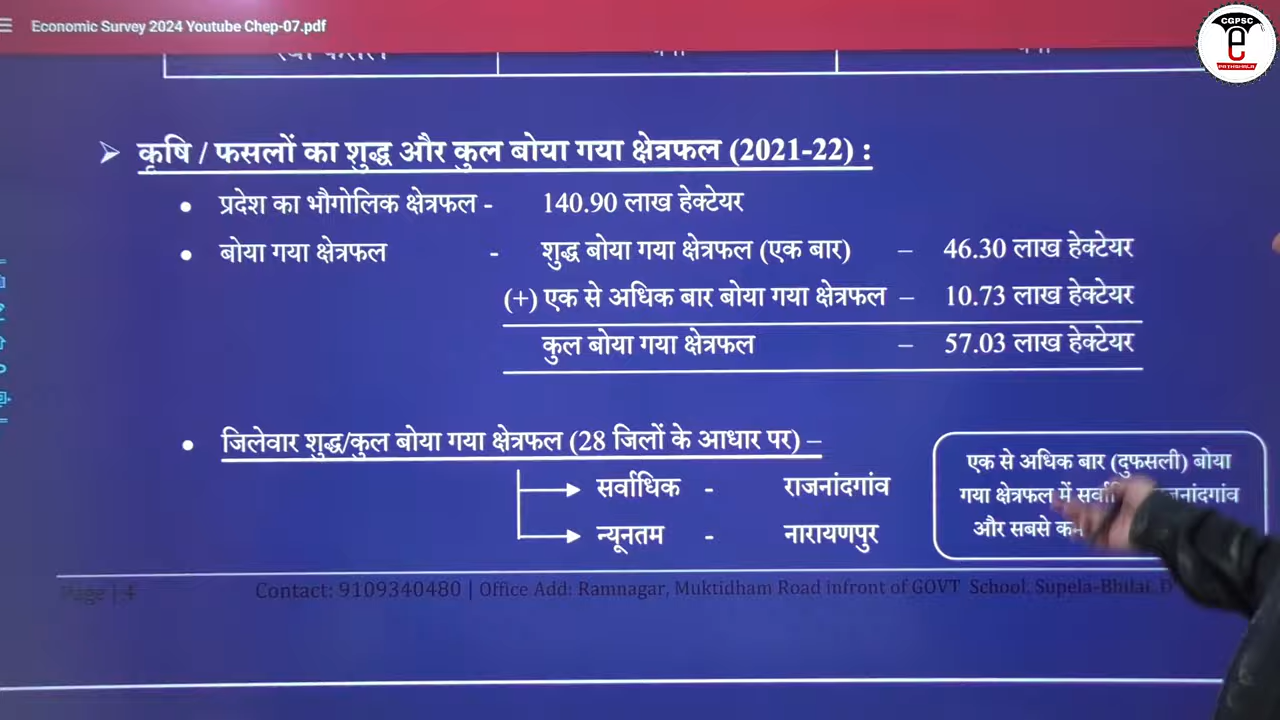 Economic Survey 2024 Youtube Chep-07.pdf
CGPSC
e
PATHSHALA
➢ कृषि / फसलों का शुद्ध और कुल बोया गया क्षेत्रफल (2021-22) :
• प्रदेश का भौगोलिक क्षेत्रफल - 140.90 लाख हेक्टेयर
• बोया गया क्षेत्रफल - शुद्ध बोया गया क्षेत्रफल (एक बार) – 46.30 लाख हेक्टेयर
(+) एक से अधिक बार बोया गया क्षेत्रफल – 10.73 लाख हेक्टेयर
कुल बोया गया क्षेत्रफल – 57.03 लाख हेक्टेयर
• जिलेवार शुद्ध/कुल बोया गया क्षेत्रफल (28 जिलों के आधार पर) –
सर्वाधिक - राजनांदगांव
न्यूनतम - नारायणपुर
एक से अधिक बार (दुफसली) बोया
गया क्षेत्रफल में
और सबसे
Page | 4
Contact: 9109340480 | Office Add: Ramnagar, Muktidham Road infront of GOVT School, Supela-Bhilai, D